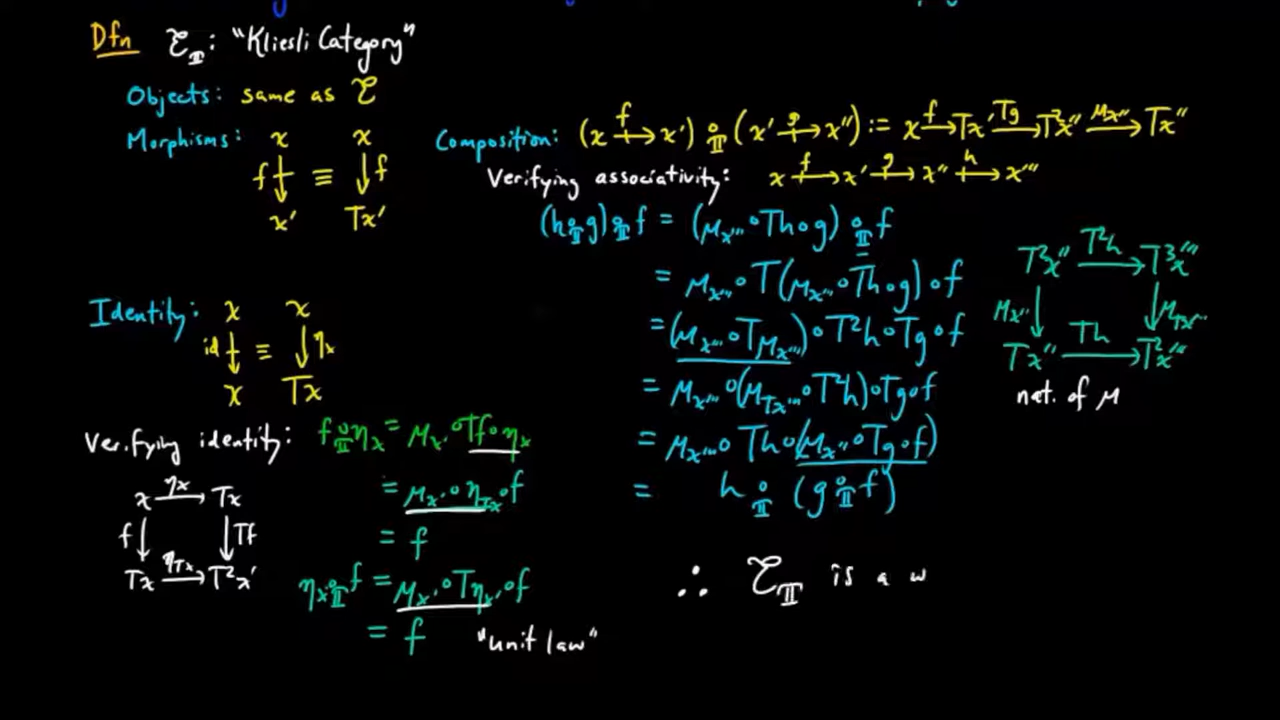 Dfn 𝒞_𝕋: "Kliesli Category"
Objects: same as 𝒞
Morphisms: x x
f ≡ f
x' Tx'
Composition: (x f→ x') ∘_𝕋 (x' g→ x'') := x f→ Tx' Tg→ T²x'' μx''→ Tx''
Verifying associativity: x f→ x' g→ x'' h→ x'''
(h ∘_𝕋 g) ∘_𝕋 f = (μx''' ∘ Th ∘ g) ∘_𝕋 f
= μx''' ∘ T(μx''' ∘ Th ∘ g) ∘ f
= (μx''' ∘ Tμx''') ∘ T²h ∘ Tg ∘ f
= μx''' ∘ (μTx''' ∘ T²h) ∘ Tg ∘ f
= μx''' ∘ Th ∘ (μx'' ∘ Tg ∘ f)
= h ∘_𝕋 (g ∘_𝕋 f)
T²x'' T²h→ T³x'''
μx'' μTx'''
Tx'' Th→ T²x'''
nat. of μ
Identity: x x
id ≡ ηx
x Tx
Verifying identity: f ∘_𝕋 ηx = μx' ∘ Tf ∘ ηx
= μx' ∘ ηTx' ∘ f
= f
x ηx→ Tx
f Tf
Tx ηTx→ T²x'
ηx ∘_𝕋 f = μx' ∘ Tηx' ∘ f
= f "unit law"
∴ 𝒞_𝕋 is a w